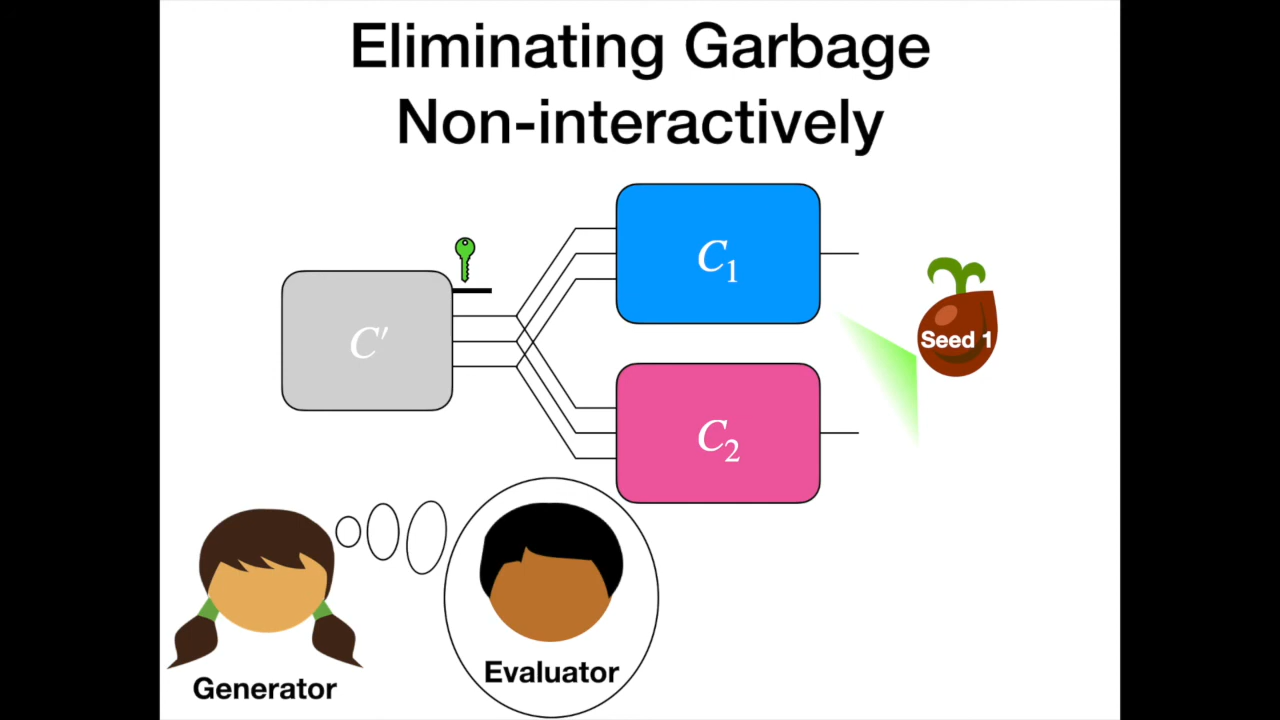 Eliminating Garbage
Non-interactively
C₁
C′
Seed 1
C₂
Evaluator
Generator